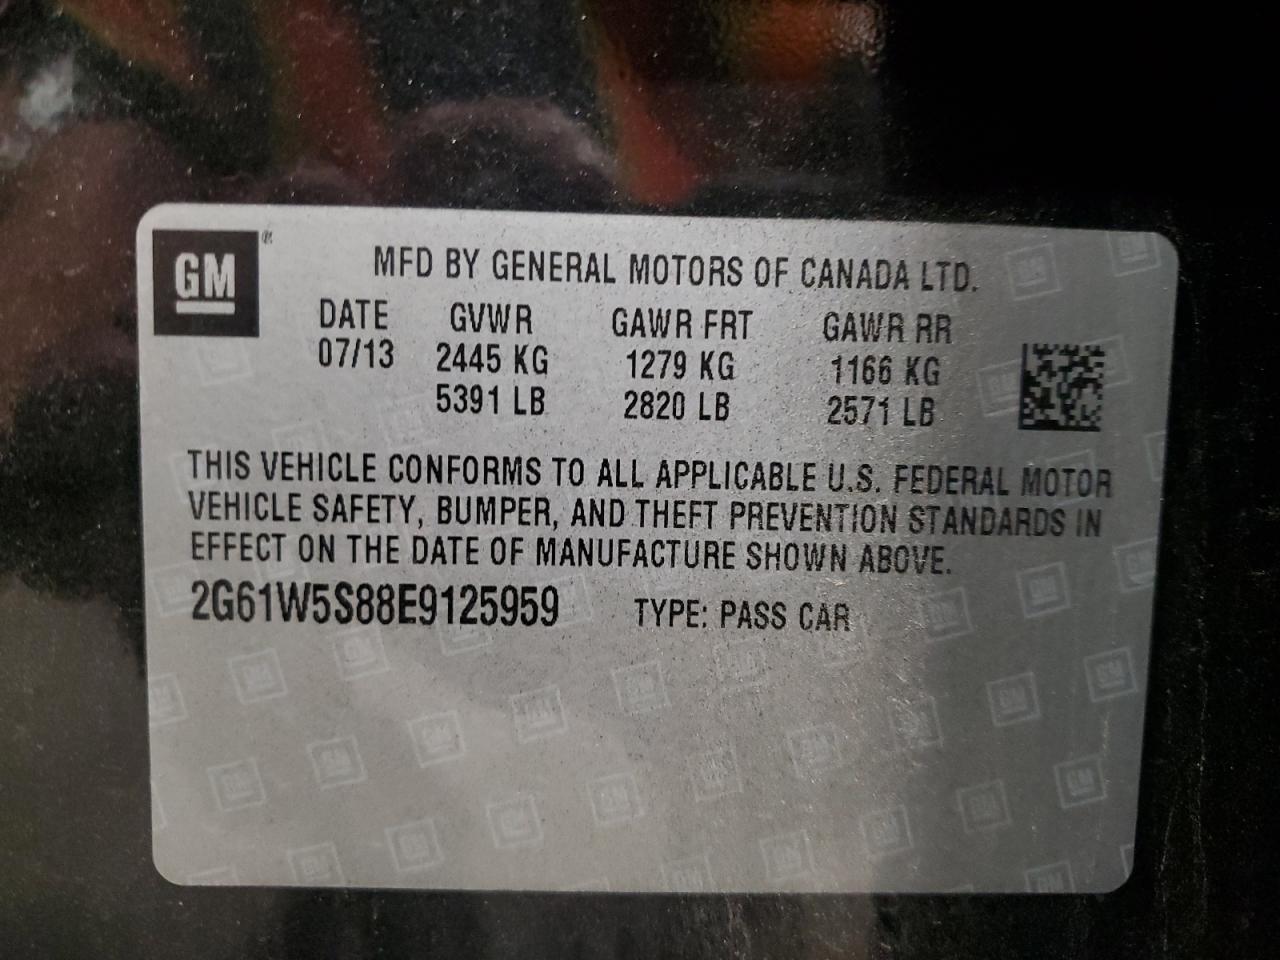 GM®
MFD BY GENERAL MOTORS OF CANADA LTD.
DATE GVWR GAWR FRT GAWR RR
07/13 2445 KG 1279 KG 1166 KG
5391 LB 2820 LB 2571 LB
THIS VEHICLE CONFORMS TO ALL APPLICABLE U.S. FEDERAL MOTOR
VEHICLE SAFETY, BUMPER, AND THEFT PREVENTION STANDARDS IN
EFFECT ON THE DATE OF MANUFACTURE SHOWN ABOVE.
2G61W5S88E9125959 TYPE: PASS CAR